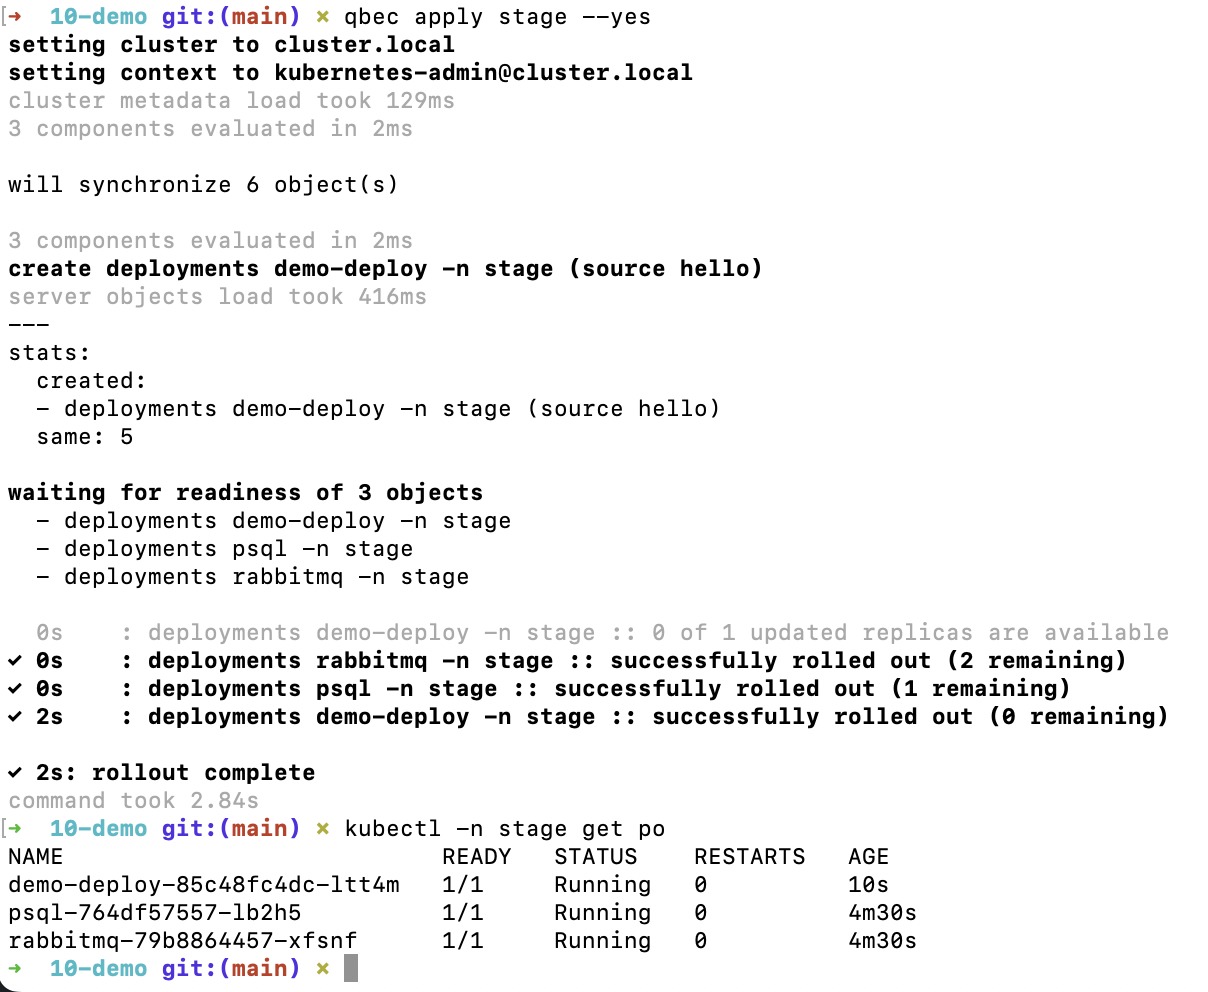 [➜  10-demo git:(main) ✗ qbec apply stage --yes
setting cluster to cluster.local
setting context to kubernetes-admin@cluster.local
cluster metadata load took 129ms
3 components evaluated in 2ms
will synchronize 6 object(s)
3 components evaluated in 2ms
create deployments demo-deploy -n stage (source hello)
server objects load took 416ms
---
stats:
  created:
  - deployments demo-deploy -n stage (source hello)
  same: 5
waiting for readiness of 3 objects
  - deployments demo-deploy -n stage
  - deployments psql -n stage
  - deployments rabbitmq -n stage
  0s    : deployments demo-deploy -n stage :: 0 of 1 updated replicas are available
✓ 0s    : deployments rabbitmq -n stage :: successfully rolled out (2 remaining)
✓ 0s    : deployments psql -n stage :: successfully rolled out (1 remaining)
✓ 2s    : deployments demo-deploy -n stage :: successfully rolled out (0 remaining)
✓ 2s: rollout complete
command took 2.84s
[➜  10-demo git:(main) ✗ kubectl -n stage get po
NAME                           READY   STATUS    RESTARTS   AGE
demo-deploy-85c48fc4dc-ltt4m   1/1     Running   0          10s
psql-764df57557-lb2h5          1/1     Running   0          4m30s
rabbitmq-79b8864457-xfsnf      1/1     Running   0          4m30s
➜  10-demo git:(main) ✗